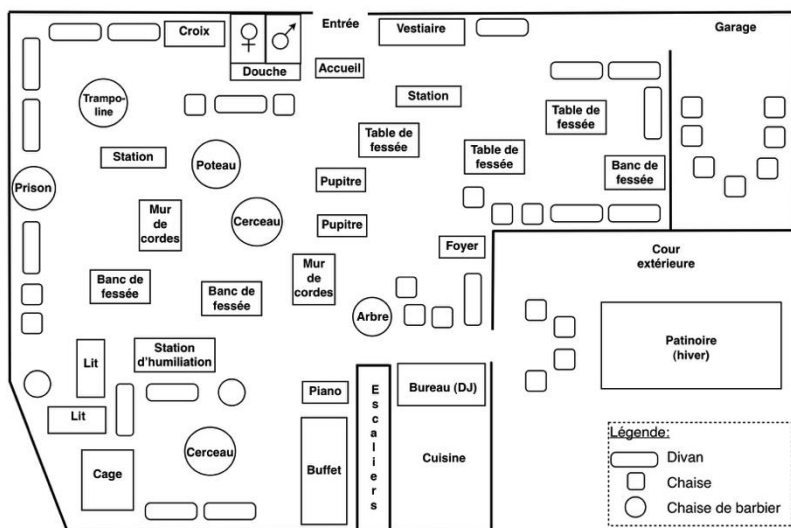 Entrée
Garage
Croix
♀
♂
Vestiaire
Douche
Accueil
Trampo-
line
Station
Table de
fessée
Table de
fessée
Table de
fessée
Station
Poteau
Banc de
fessée
Prison
Pupitre
Mur
de
cordes
Cerceau
Pupitre
Foyer
Cour
extérieure
Mur
de
cordes
Banc de
fessée
Banc de
fessée
Arbre
Patinoire
(hiver)
Lit
Station
d'humiliation
Piano
Escaliers
Bureau (DJ)
Lit
Cerceau
Cage
Buffet
Cuisine
Légende:
Divan
Chaise
Chaise de barbier